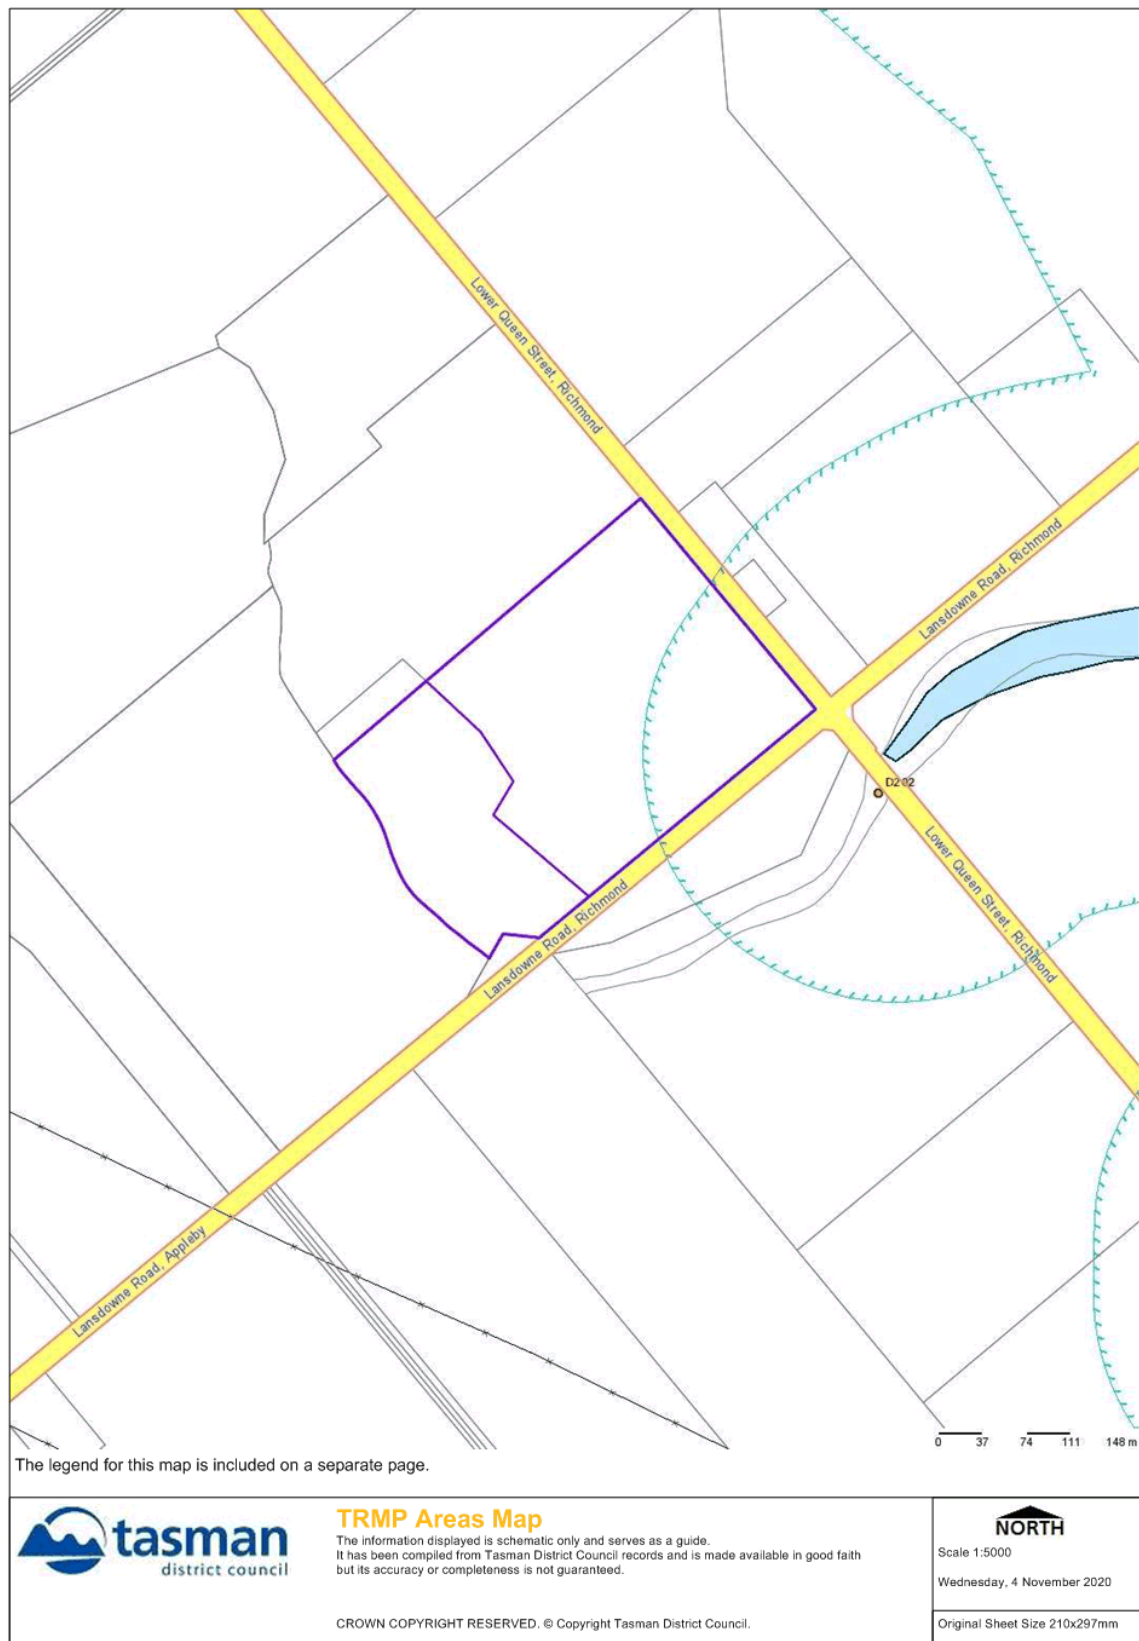 Lower Queen Street, Richmond
Lansdowne Road, Richmond
D202
Lower Queen Street, Richmond
Lansdowne Road, Richmond
Lansdowne Road, Appleby
0 37 74 111 148 m
The legend for this map is included on a separate page.
tasman
district council
TRMP Areas Map
The information displayed is schematic only and serves as a guide.
It has been compiled from Tasman District Council records and is made available in good faith
but its accuracy or completeness is not guaranteed.
CROWN COPYRIGHT RESERVED. © Copyright Tasman District Council.
NORTH
Scale 1:5000
Wednesday, 4 November 2020
Original Sheet Size 210x297mm